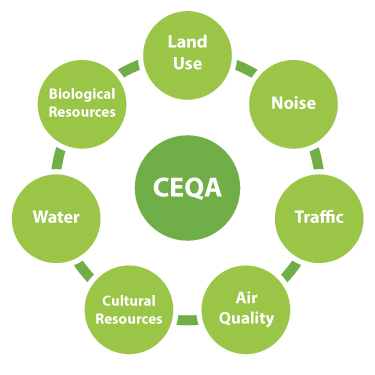 Land
Use
Noise
Traffic
Air
Quality
Cultural
Resources
Water
Biological
Resources
CEQA